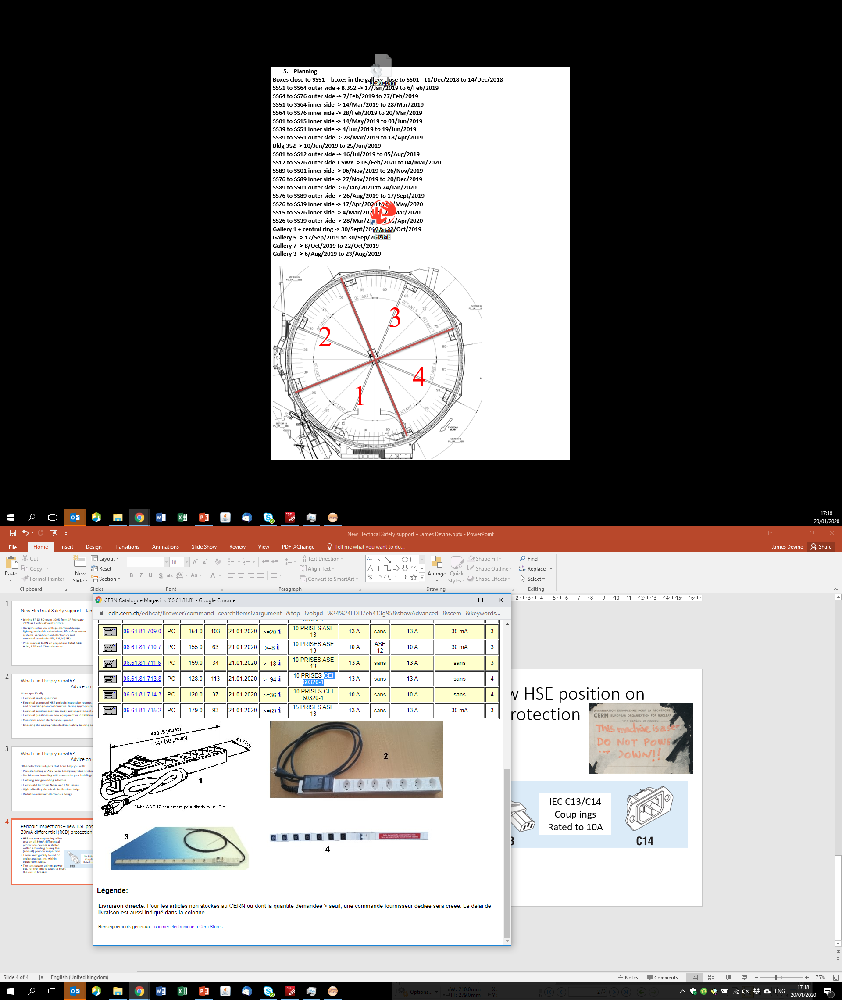 5. Planning
Boxes close to SS51 + boxes in the gallery close to SS01 - 11/Dec/2018 to 14/Dec/2018
desktop.ini
SS51 to SS64 outer side + B.352 -> 17/Jan/2019 to 6/Feb/2019
SS64 to SS76 outer side -> 7/Feb/2019 to 27/Feb/2019
SS51 to SS64 inner side -> 14/Mar/2019 to 28/Mar/2019
SS64 to SS76 inner side -> 28/Feb/2019 to 20/Mar/2019
SS01 to SS15 inner side -> 14/May/2019 to 03/Jun/2019
SS39 to SS51 inner side -> 4/Jun/2019 to 19/Jun/2019
SS39 to SS51 outer side -> 28/Mar/2019 to 18/Apr/2019
Bldg 352 -> 10/Jun/2019 to 25/Jun/2019
SS01 to SS12 outer side -> 16/Jul/2019 to 05/Aug/2019
SS12 to SS26 outer side + SWY -> 05/Feb/2020 to 04/Mar/2020
SS89 to SS01 inner side -> 06/Nov/2019 to 26/Nov/2019
SS76 to SS89 inner side -> 27/Nov/2019 to 20/Dec/2019
SS89 to SS01 outer side -> 6/Jan/2020 to 24/Jan/2020
SS76 to SS89 outer side -> 26/Aug/2019 to 17/Sept/2019
SS26 to SS39 inner side -> 17/Apr/2020 to /May/2020
SS15 to SS26 inner side -> 4/Mar/2020 Mar/2020
SS26 to SS39 outer side -> 28/Mar/2 15/Apr/2020
Gallery 1 + central ring -> 30/Sept/2019 to 22/Oct/2019
TomTom
HOME
Gallery 5 -> 17/Sep/2019 to 30/Sep/20
Gallery 7 -> 8/Oct/2019 to 22/Oct/2019
Gallery 3 -> 6/Aug/2019 to 23/Aug/2019
55 60
50 OCTANT 5 65
45 OCTANT 6 70
OCTANT 4 OCTANT 7 75
40 80
35 85
30 OCTANT 3 OCTANT 8 90
25 95
20 OCTANT 2 OCTANT 1
15 10 05
3
2
4
1
FAISCEAU
BEAM
17:18
20/01/2020
New Electrical Safety support – James Devine.pptx - PowerPoint
File Home Insert Design Transitions Animations Slide Show Review View PDF-XChange Tell me what you want to do... James Devine Share
Paste Cut Copy Format Painter
Clipboard
New Slide Layout Reset Section
Slides
18
B I U S abc AV Aa A
Font
Text Direction
Align Text
Convert to SmartArt
Paragraph
Arrange Quick Styles Shape Fill Shape Outline Shape Effects
Drawing
Find
Replace
Select
Editing
2 3 4 5 6 7 8 9 10 11 12 13 14 15 16
1
New Electrical Safety support – Jam
• Joining EP-DI-SO team 100% from 1st February
2020 as Electrical Safety Officer.
• Background in low voltage electrical design,
lighting and cable calculations, life safety power
systems, radiation hard electronics and
electrical standards (IEC, EN, NF, BS).
• Prior work at CERN on projects in TDC2, CCC,
Atlas, PSB and PS accelerators.
2
What can I help you with?
Advice on e
More specifically:
• Electrical safety questions
• Electrical aspects of HSE periodic inspection reports,
and prioritising non-conformities, taking appropriate
• Electrical accident analysis, study and improvement a
• Electrical questions on new equipment or installation
• Questions about electrical equipment
• Choosing the appropriate electrical safety training co
3
What can I help you with?
Advice on e
Other electrical subjects that I can help you with:
• Periodic testing of AUL (Local Emergency Stop) syster
• Decisions on installing AUL systems in your buildings
• Earthing and grounding schemes
• Electrical/Electronic Noise and EMC issues
• High reliability electrical distribution design
• Radiation resistant electronics design
4
Periodic inspections – new HSE pos
30mA differential (RCD) protection
• HSE are now requesting a live
test on all 30mA differential
protection devices installed
within a building during the
(annual) periodic inspection.
• These are typically found on
socket outlets, inc. within
equipment racks.
• The test causes a short power
cut, for the time it takes to reset
the circuit breaker.
C13
IEC C13/
Coupli
Rated to
CERN Catalogue Magasins (06.61.81.B) - Google Chrome
edh.cern.ch/edhcat/Browser?command=searchItems&argument=&top=&objid=%24%24EDH7eh413g95&showAdvanced=&scem=&keywords...
06.61.81.709.0 PC 151.0 103 21.01.2020 >=20 i 10 PRISES ASE 13 13 A sans 13 A 30 mA 3
06.61.81.710.7 PC 155.0 63 21.01.2020 >=8 i 10 PRISES ASE 13 10 A ASE 12 10 A 30 mA 3
06.61.81.711.6 PC 159.0 34 21.01.2020 >=18 i 10 PRISES ASE 13 13 A sans 13 A sans 3
06.61.81.713.8 PC 128.0 113 21.01.2020 >=94 i 10 PRISES CEI 60320-1 13 A sans 13 A sans 4
06.61.81.714.3 PC 120.0 37 21.01.2020 >=36 i 10 PRISES CEI 60320-1 10 A sans 10 A sans 4
06.61.81.715.2 PC 179.0 93 21.01.2020 >=69 i 15 PRISES ASE 13 13 A sans 13 A 30 mA 3
440 (5 prises)
1144 (10 prises)
44 (1U)
1
Fiche ASE 12 seulement pour distributeur 10 A
2
3
4
Légende:
Livraison directe: Pour les articles non stockés au CERN ou dont la quantité demandée > seuil, une commande fournisseur dédiée sera créée. Le délai de
livraison est aussi indiqué dans la colonne.
Renseignements généraux : courrier électronique à Cern.Stores
w HSE position on
rotection
ORGANISATION EUROPÉENNE POUR LA RECHERCHE
CERN EUROPEAN ORGANIZATION FOR NUCLEAR
1211 GENEVE 23 (SUISSE)
This machine is a ser
DO NOT POWE
DOWN!!
IEC C13/C14
Couplings
Rated to 10A
3
C14
Slide 4 of 4 English (United Kingdom) Notes Comments 75%
Options... W: 210.0mm X:
H: 279.0mm Y:
ENG
17:18
20/01/2020
1